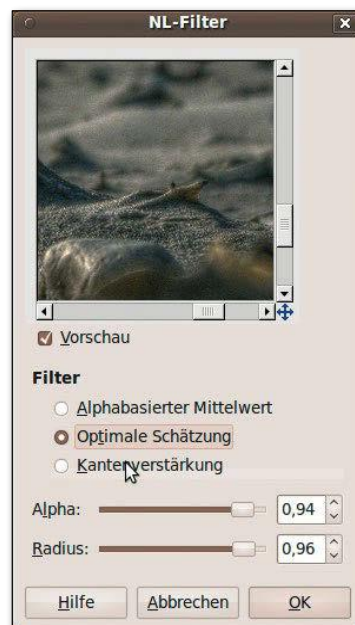 NL-Filter
Vorschau
Filter
Alphabasierter Mittelwert
Optimale Schätzung
Kantenverstärkung
Alpha: 0,94
Radius: 0,96
Hilfe Abbrechen OK